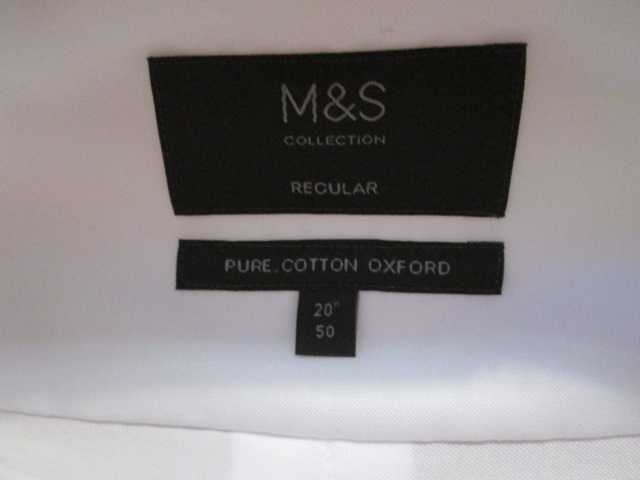 M&S
COLLECTION
REGULAR
PURE COTTON OXFORD
20"
50